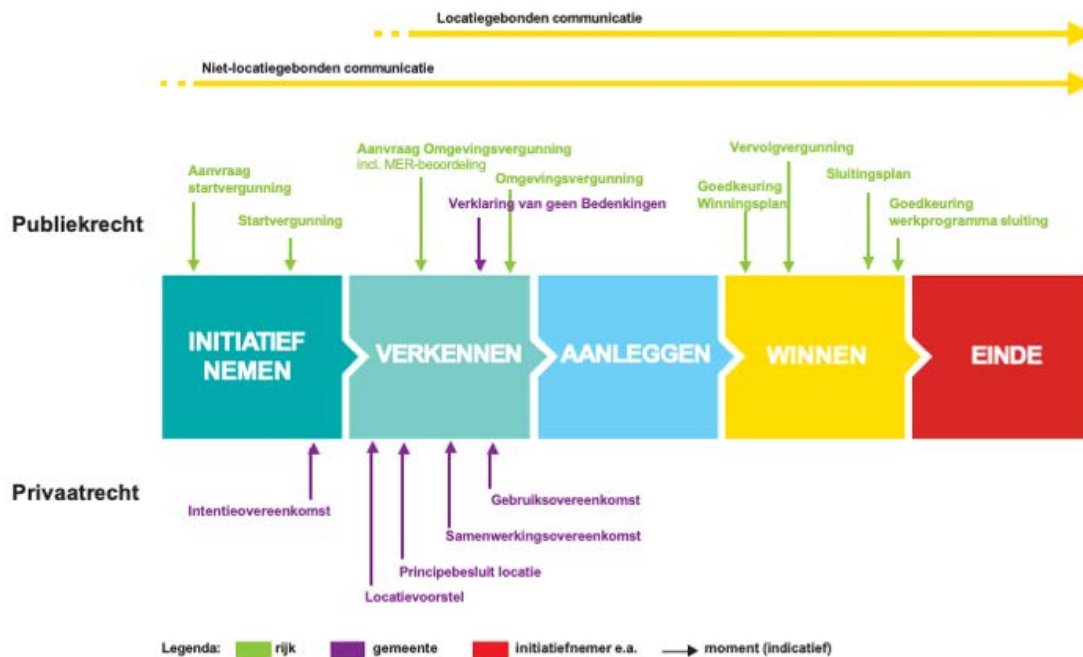 Locatiegebonden communicatie
Niet-locatiegebonden communicatie
Aanvraag
startvergunning
Startvergunning
Aanvraag Omgevingsvergunning
incl. MER-beoordeling
Omgevingsvergunning
Verklaring van geen Bedenkingen
Vervolgvergunning
Goedkeuring
Winningsplan
Sluitingsplan
Goedkeuring
werkprogramma sluiting
Publiekrecht
INITIATIEF
NEMEN
VERKENNEN
AANLEGGEN
WINNEN
EINDE
Privaatrecht
Intentieovereenkomst
Gebruiksovereenkomst
Samenwerkingsovereenkomst
Principebesluit locatie
Locatievoorstel
Legenda: rijk gemeente initiatiefnemer e.a. moment (indicatief)